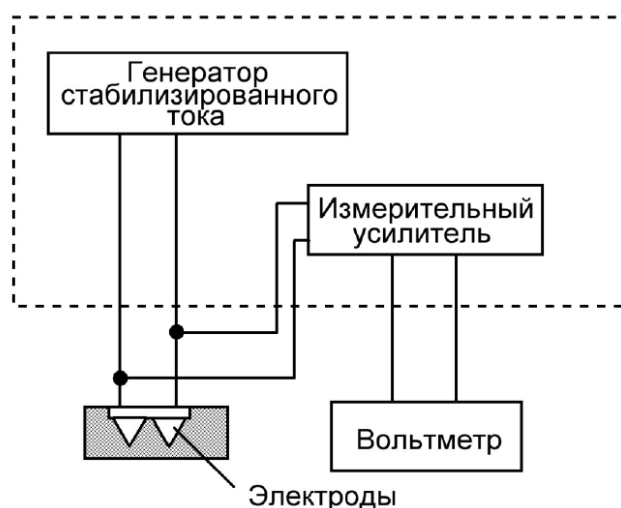 Генератор
стабилизированного
тока
Измерительный
усилитель
Вольтметр
Электроды